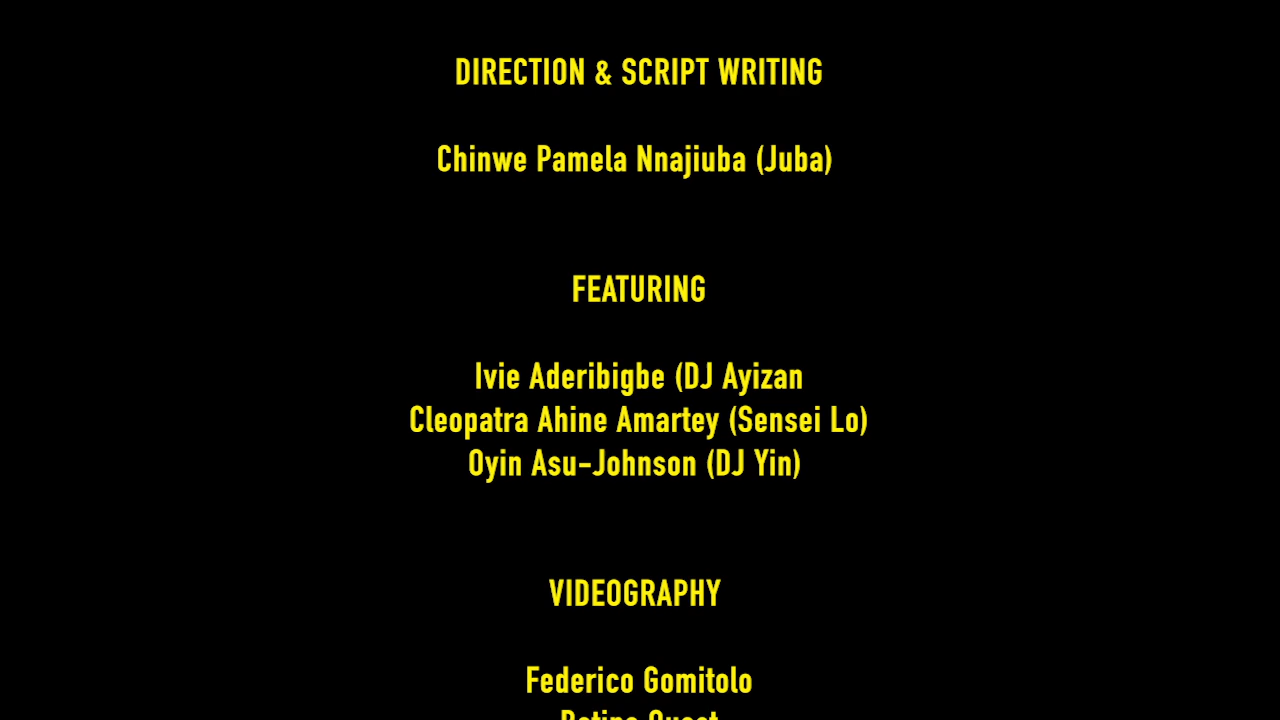 DIRECTION & SCRIPT WRITING
Chinwe Pamela Nnajiuba (Juba)
FEATURING
Ivie Aderibigbe (DJ Ayizan
Cleopatra Ahine Amartey (Sensei Lo)
Oyin Asu-Johnson (DJ Yin)
VIDEOGRAPHY
Federico Gomitolo